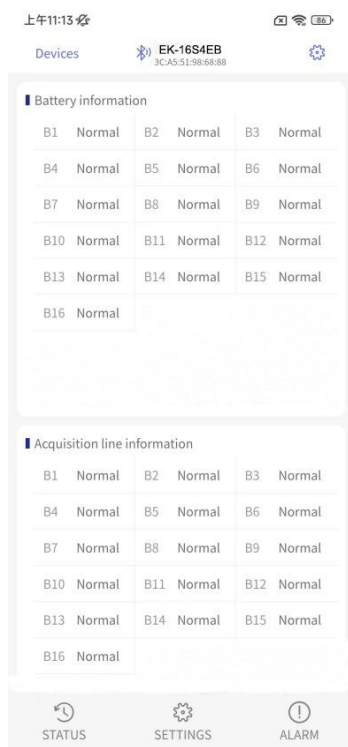 上午11:13 86
Devices EK-16S4EB
3C:A5:51:98:68:88
Battery information
B1 Normal B2 Normal B3 Normal
B4 Normal B5 Normal B6 Normal
B7 Normal B8 Normal B9 Normal
B10 Normal B11 Normal B12 Normal
B13 Normal B14 Normal B15 Normal
B16 Normal
Acquisition line information
B1 Normal B2 Normal B3 Normal
B4 Normal B5 Normal B6 Normal
B7 Normal B8 Normal B9 Normal
B10 Normal B11 Normal B12 Normal
B13 Normal B14 Normal B15 Normal
B16 Normal
STATUS SETTINGS ALARM